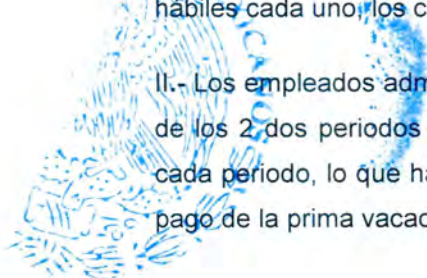 hábiles cada uno, los c
II.- Los empleados adm
de los 2 dos periodos
cada periodo, lo que ha
pago de la prima vacac